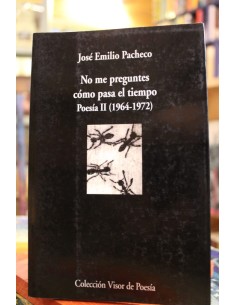 José Emilio Pacheco
No me preguntes
cómo pasa el tiempo
Poesía II (1964-1972)
Colección Visor de Poesía